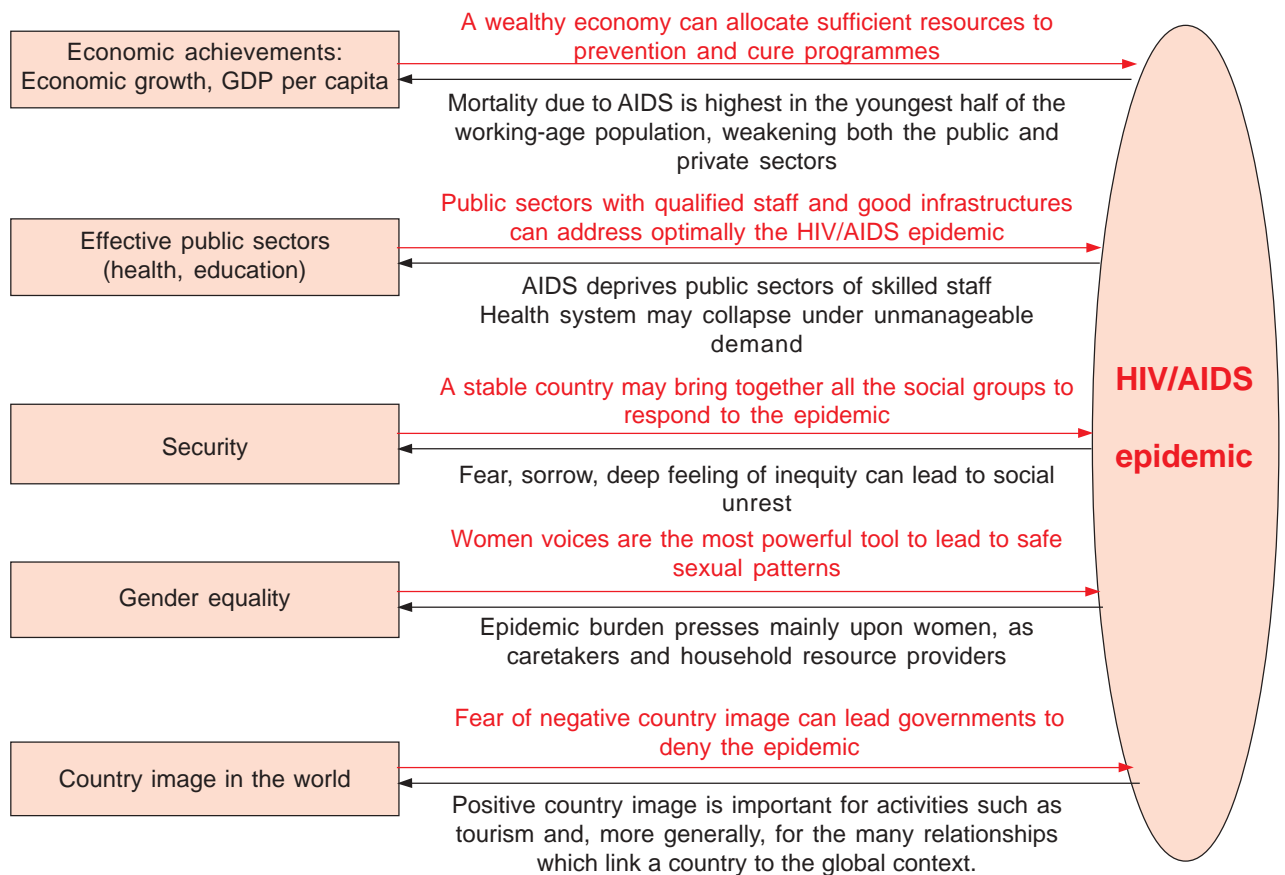 Economic achievements:
Economic growth, GDP per capita
A wealthy economy can allocate sufficient resources to
prevention and cure programmes
Mortality due to AIDS is highest in the youngest half of the
working-age population, weakening both the public and
private sectors
Effective public sectors
(health, education)
Public sectors with qualified staff and good infrastructures
can address optimally the HIV/AIDS epidemic
AIDS deprives public sectors of skilled staff
Health system may collapse under unmanageable
demand
Security
A stable country may bring together all the social groups to
respond to the epidemic
Fear, sorrow, deep feeling of inequity can lead to social
unrest
Gender equality
Women voices are the most powerful tool to lead to safe
sexual patterns
Epidemic burden presses mainly upon women, as
caretakers and household resource providers
Country image in the world
Fear of negative country image can lead governments to
deny the epidemic
Positive country image is important for activities such as
tourism and, more generally, for the many relationships
which link a country to the global context.
HIV/AIDS
epidemic